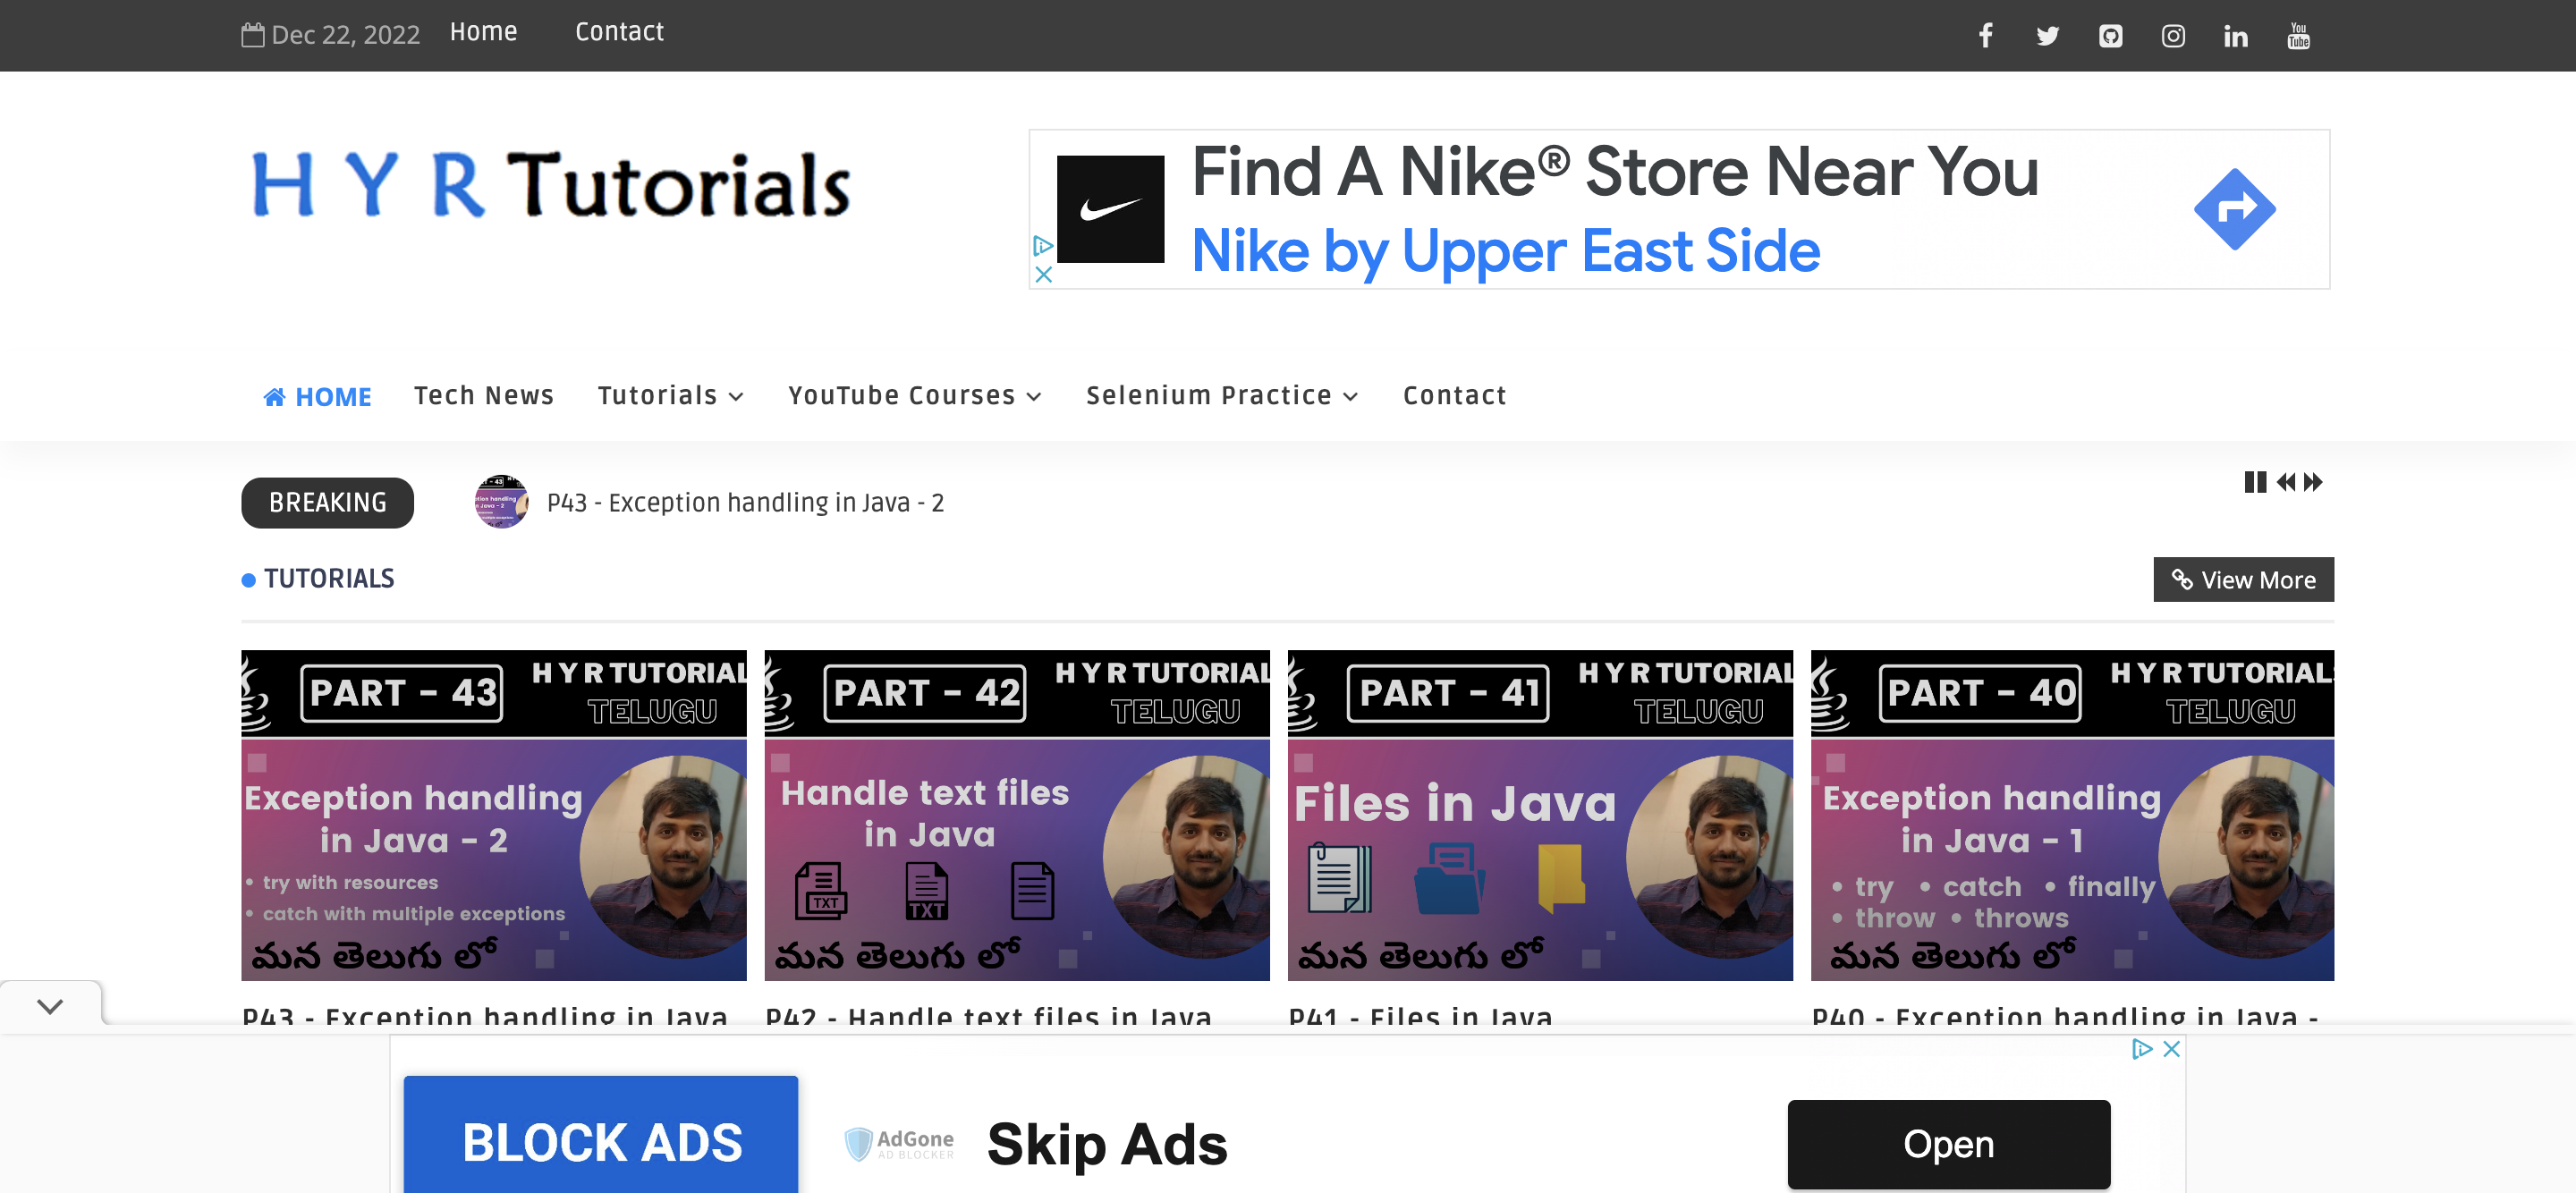 Dec 22, 2022 Home Contact
You Tube
H Y R Tutorials
Find A Nike® Store Near You
Nike by Upper East Side
HOME Tech News Tutorials YouTube Courses Selenium Practice Contact
BREAKING P43 - Exception handling in Java - 2
TUTORIALS View More
PART - 43 H Y R TUTORIAL
TELUGU
Exception handling
in Java - 2
• try with resources
• catch with multiple exceptions
మన తెలుగు లో
PART - 42 H Y R TUTORIAL
TELUGU
Handle text files
in Java
TXT TXT
మన తెలుగు లో
PART - 41 H Y R TUTORIAL
TELUGU
Files in Java
మన తెలుగు లో
PART - 40 H Y R TUTORIAL
TELUGU
Exception handling
in Java - 1
• try • catch • finally
• throw • throws
మన తెలుగు లో
P43 - Exception handling in Java
P42 - Handle text files in Java
P41 - Files in Java
P40 - Exception handling in Java -
BLOCK ADS
AdGone
AD BLOCKER
Skip Ads
Open